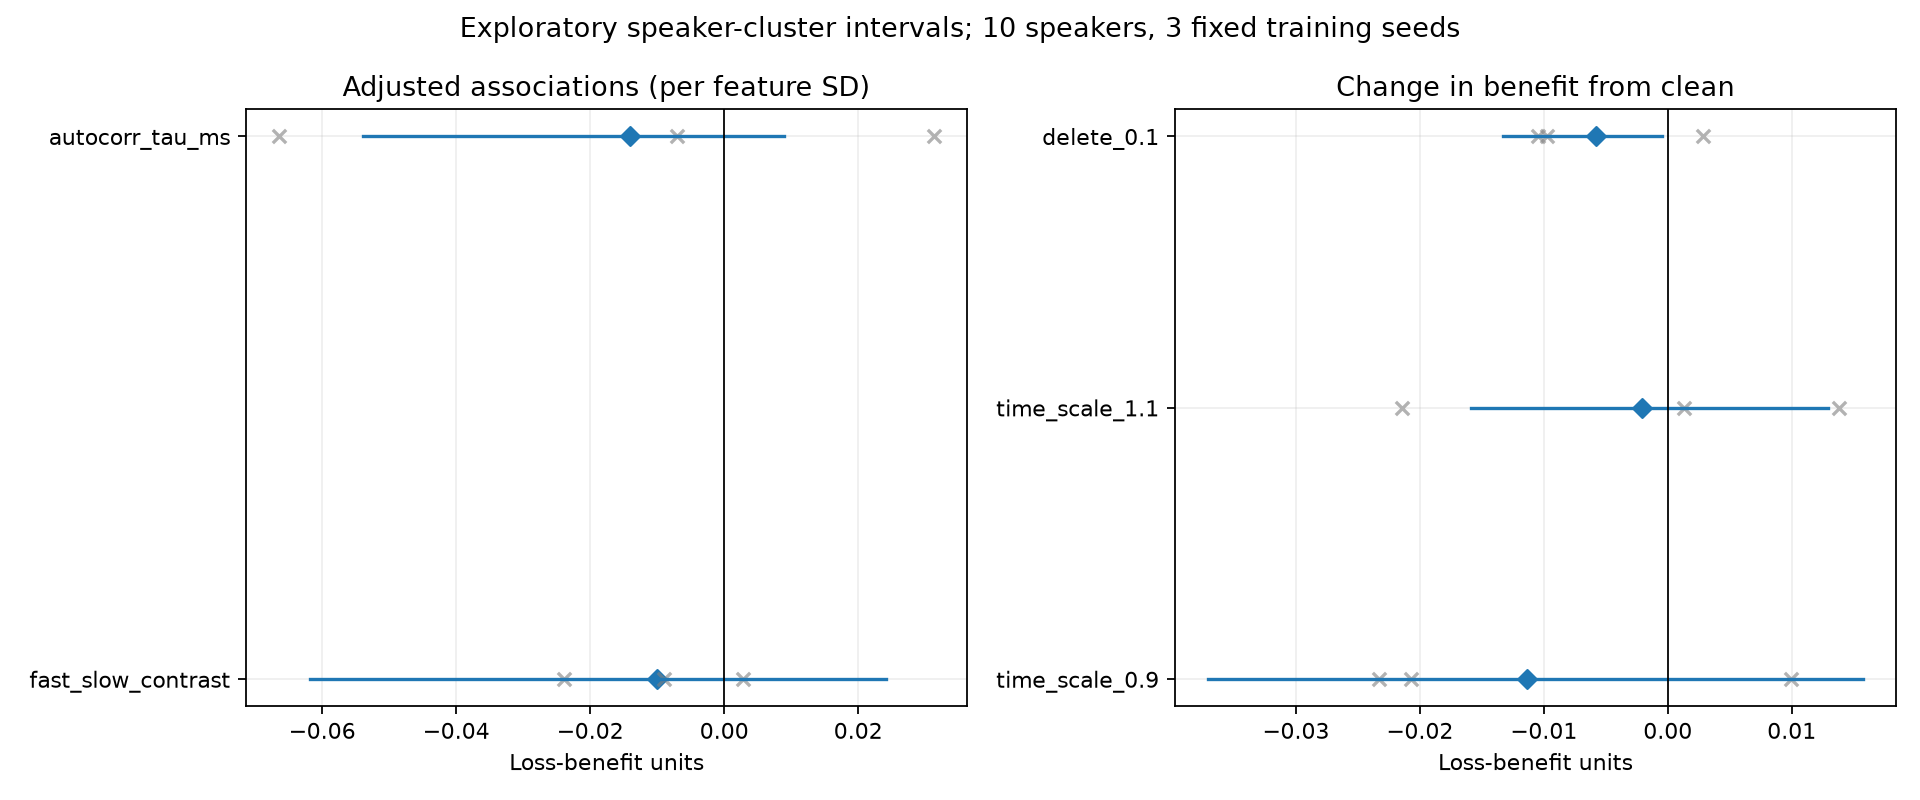 Exploratory speaker-cluster intervals; 10 speakers, 3 fixed training seeds
Adjusted associations (per feature SD)
autocorr_tau_ms
fast_slow_contrast
−0.06 −0.04 −0.02 0.00 0.02
Loss-benefit units
Change in benefit from clean
delete_0.1
time_scale_1.1
time_scale_0.9
−0.03 −0.02 −0.01 0.00 0.01
Loss-benefit units